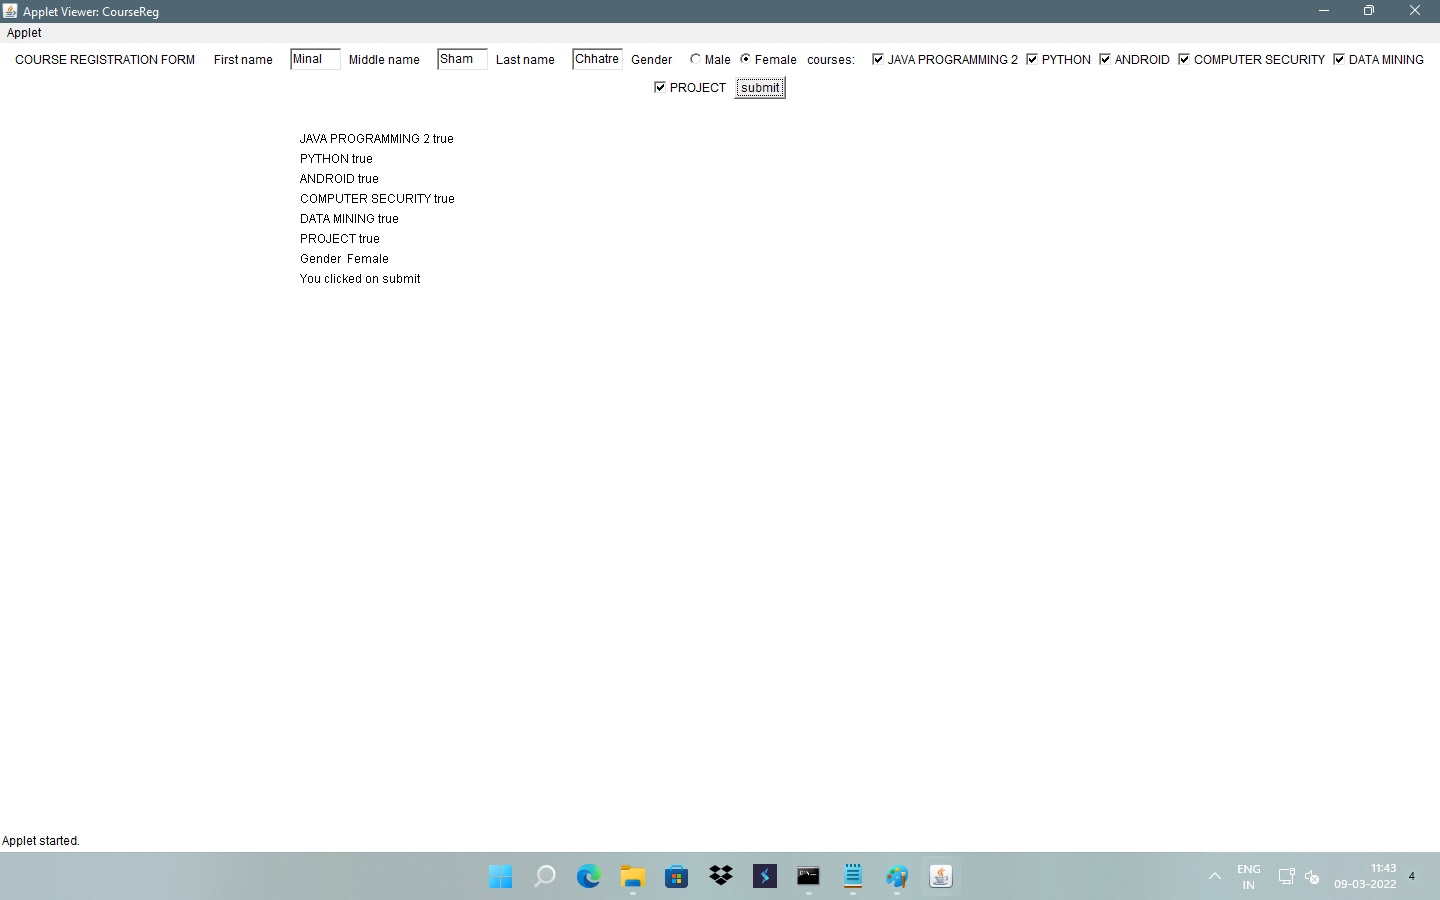 Applet Viewer: CourseReg
Applet
COURSE REGISTRATION FORM First name Minal Middle name Sham Last name Chhatre Gender Male Female courses: JAVA PROGRAMMING 2 PYTHON ANDROID COMPUTER SECURITY DATA MINING
PROJECT submit
JAVA PROGRAMMING 2 true
PYTHON true
ANDROID true
COMPUTER SECURITY true
DATA MINING true
PROJECT true
Gender Female
You clicked on submit
Applet started.
ENG 11:43
IN 09-03-2022 4